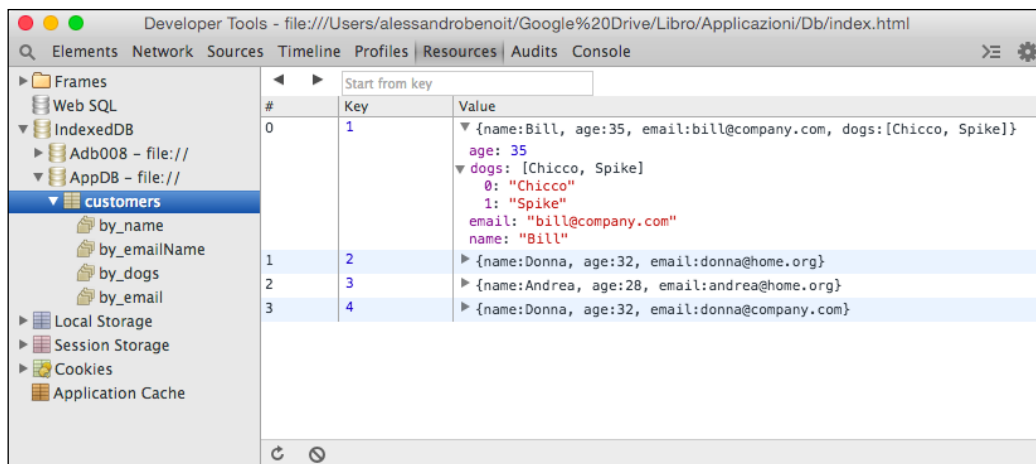 Developer Tools - file:///Users/alessandrobenoit/Google%20Drive/Libro/Applicazioni/Db/index.html
Elements Network Sources Timeline Profiles Resources Audits Console
Frames
Web SQL
IndexedDB
Adb008 – file://
AppDB – file://
customers
by_name
by_emailName
by_dogs
by_email
Local Storage
Session Storage
Cookies
Application Cache
Start from key
# Key Value
0 1 {name:Bill, age:35, email:bill@company.com, dogs:[Chicco, Spike]}
age: 35
dogs: [Chicco, Spike]
0: "Chicco"
1: "Spike"
email: "bill@company.com"
name: "Bill"
1 2 {name:Donna, age:32, email:donna@home.org}
2 3 {name:Andrea, age:28, email:andrea@home.org}
3 4 {name:Donna, age:32, email:donna@company.com}